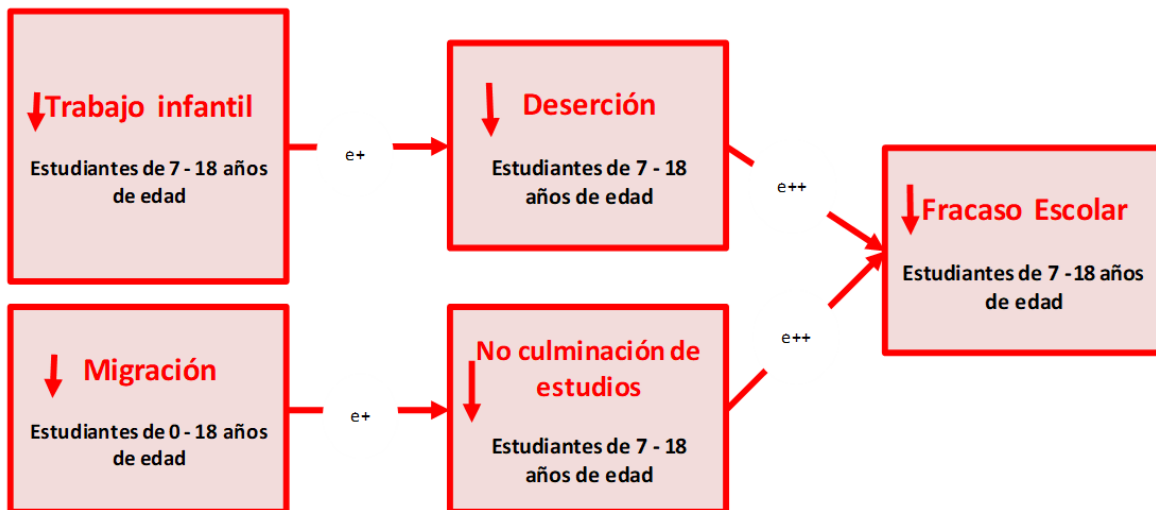 Trabajo infantil
Estudiantes de 7 - 18 años
de edad
e+
Deserción
Estudiantes de 7 - 18
años de edad
e++
Fracaso Escolar
Estudiantes de 7 -18 años
de edad
Migración
Estudiantes de 0 - 18 años
de edad
e+
No culminación de
estudios
Estudiantes de 7 - 18
años de edad
e++